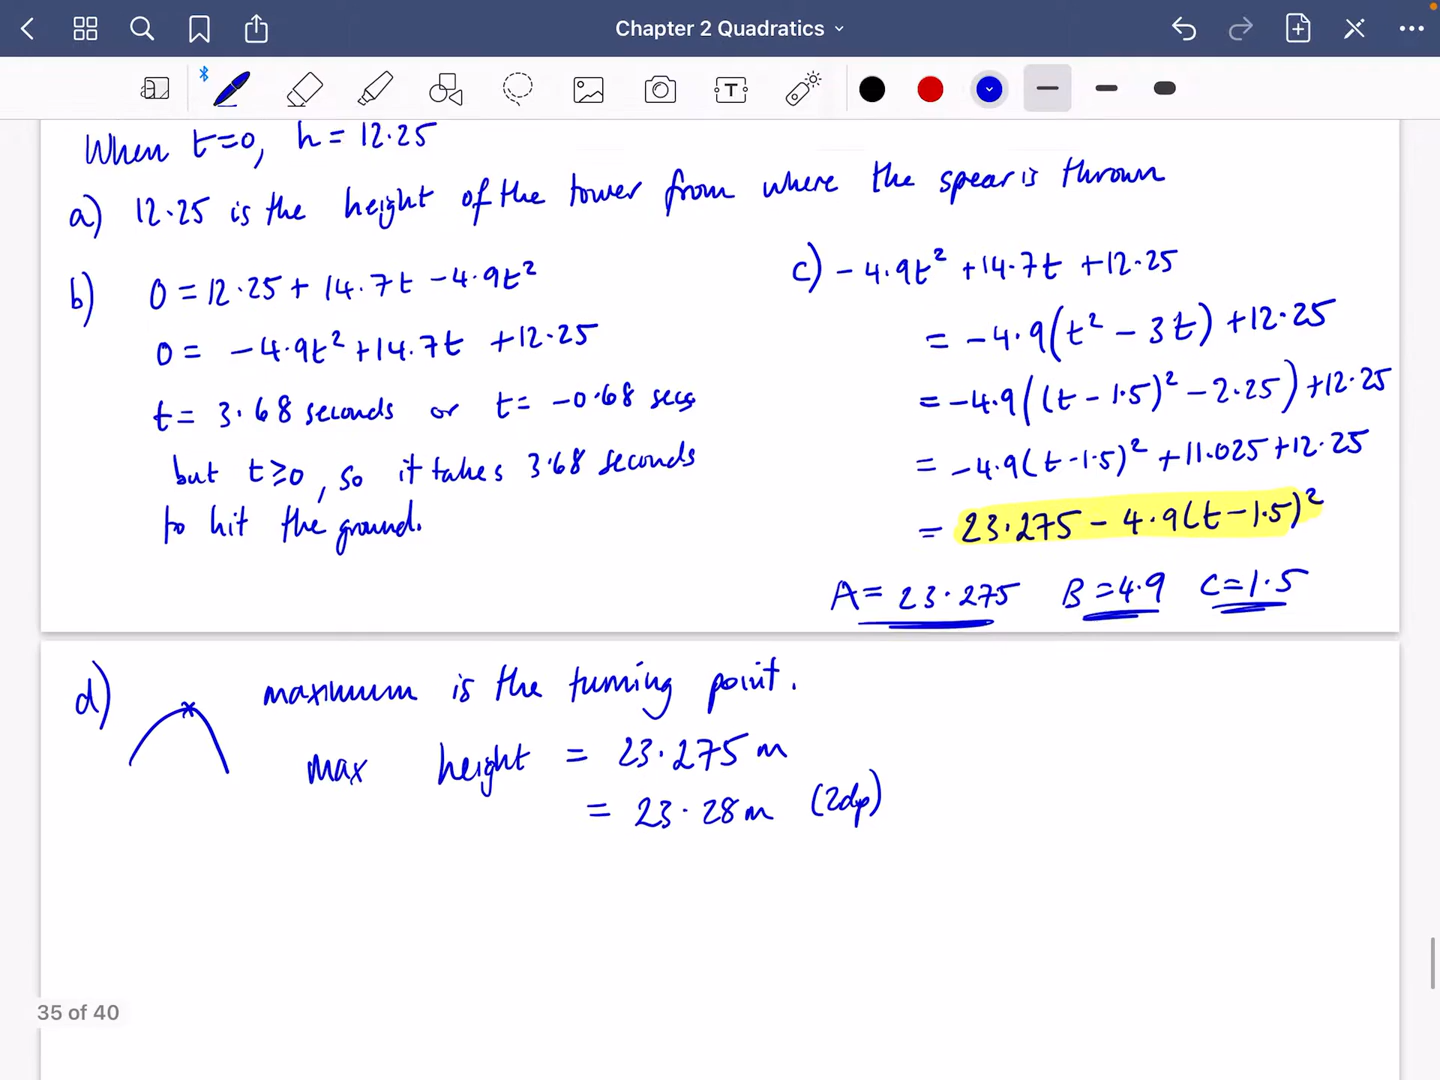 Chapter 2 Quadratics
When t=0, h = 12.25
a) 12.25 is the height of the tower from where the spear is thrown
b) 0 = 12.25 + 14.7t - 4.9t²
0 = -4.9t² + 14.7t + 12.25
t = 3.68 seconds or t = -0.68 secs
but t≥0, so it takes 3.68 seconds
to hit the ground.
c) -4.9t² + 14.7t + 12.25
= -4.9(t² - 3t) + 12.25
= -4.9((t - 1.5)² - 2.25) + 12.25
= -4.9(t-1.5)² + 11.025 + 12.25
= 23.275 - 4.9(t-1.5)²
A = 23.275 B = 4.9 C = 1.5
d) maximum is the turning point.
max height = 23.275m
= 23.28m (2dp)
35 of 40